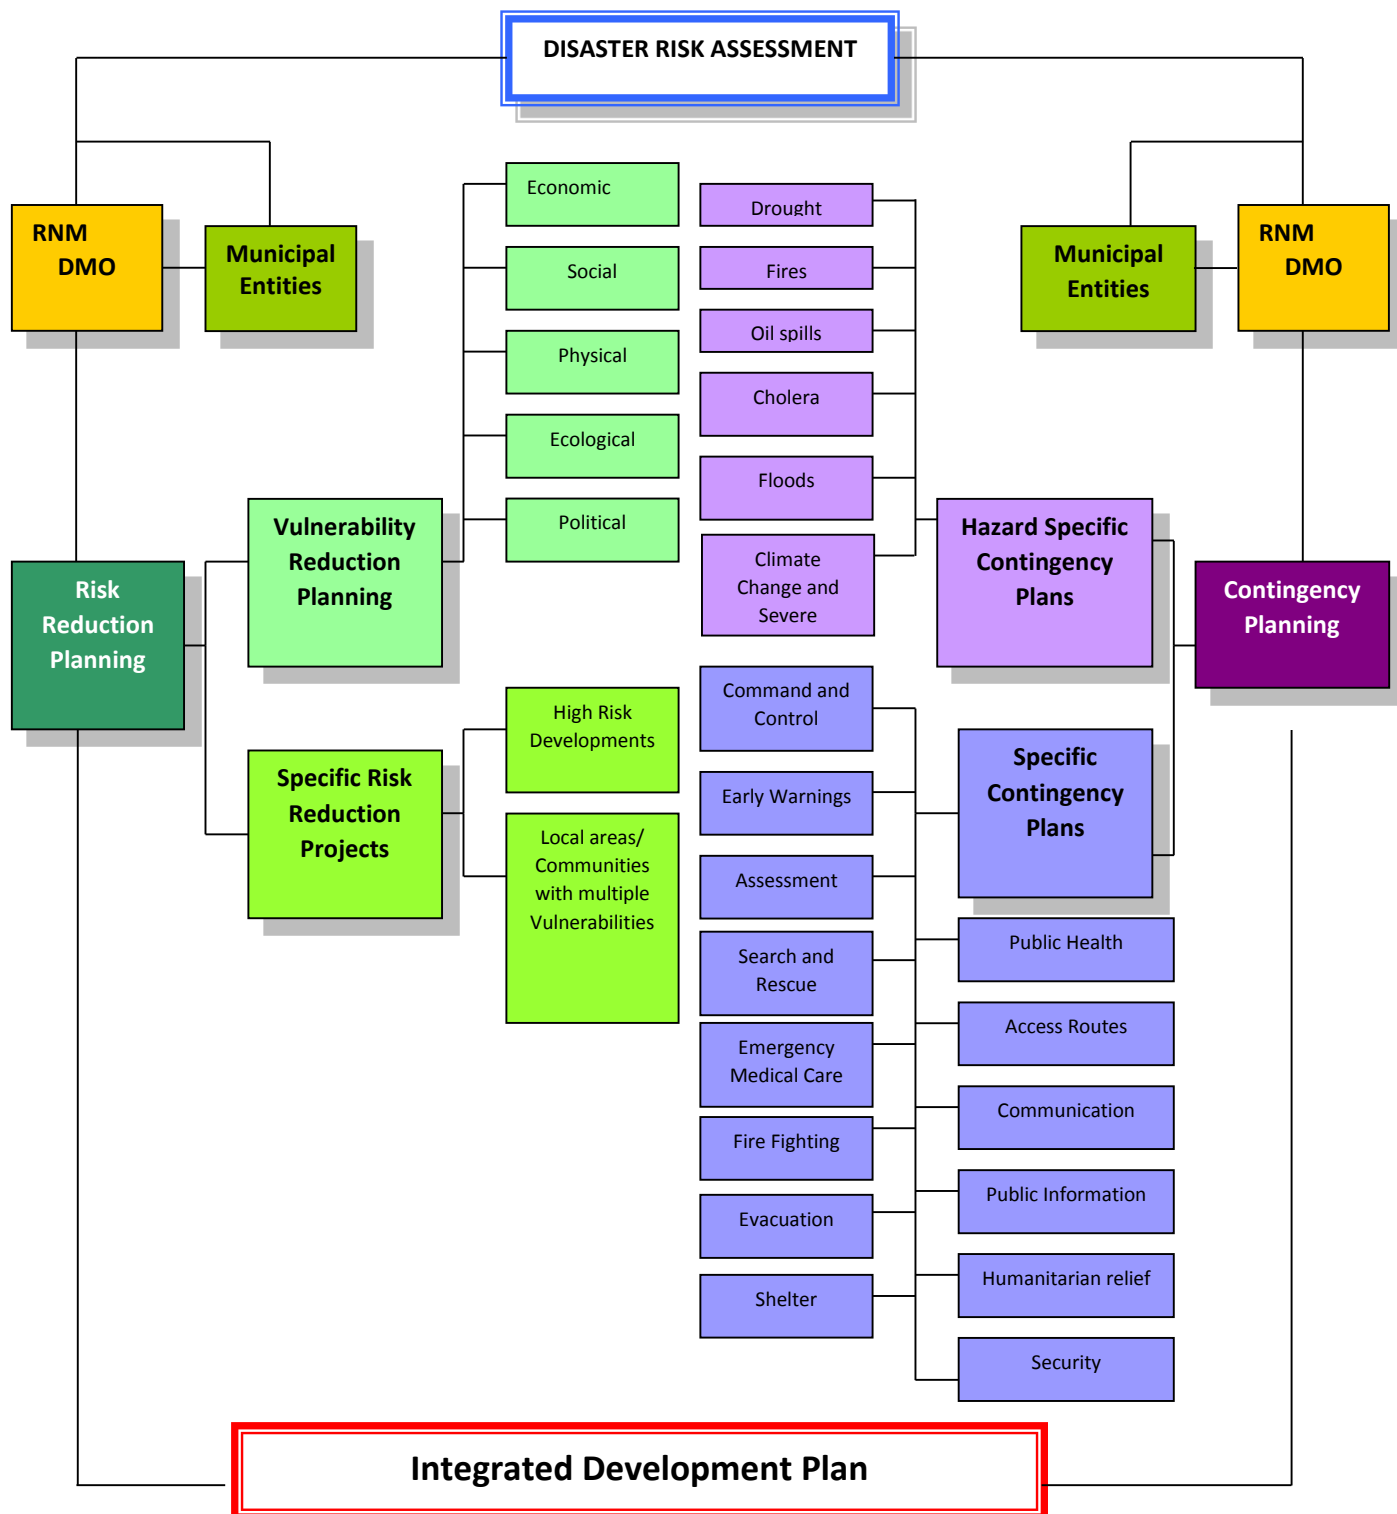 DISASTER RISK ASSESSMENT
RNM
DMO
Municipal
Entities
Economic
Social
Physical
Ecological
Political
Drought
Fires
Oil spills
Cholera
Floods
Climate
Change and
Severe
Municipal
Entities
RNM
DMO
Vulnerability
Reduction
Planning
Hazard Specific
Contingency
Plans
Risk
Reduction
Planning
Contingency
Planning
Specific Risk
Reduction
Projects
High Risk
Developments
Local areas/
Communities
with multiple
Vulnerabilities
Command and
Control
Early Warnings
Assessment
Search and
Rescue
Emergency
Medical Care
Fire Fighting
Evacuation
Shelter
Specific
Contingency
Plans
Public Health
Access Routes
Communication
Public Information
Humanitarian relief
Security
Integrated Development Plan